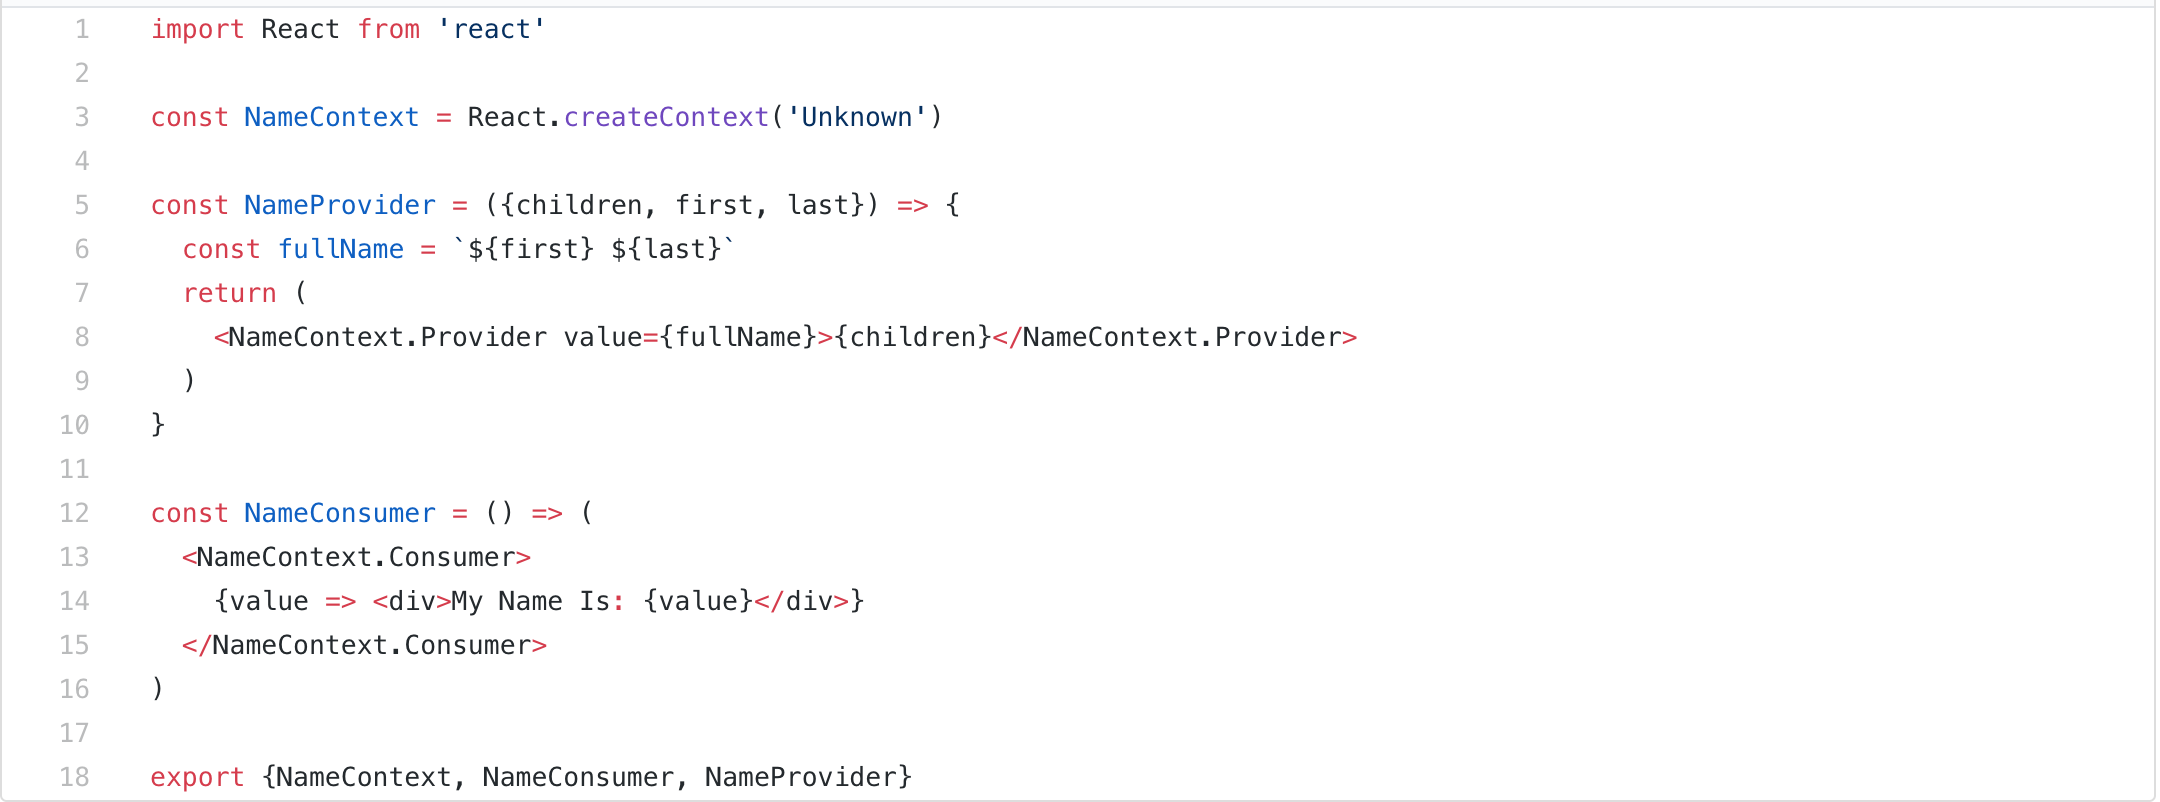 1 import React from 'react'
2
3 const NameContext = React.createContext('Unknown')
4
5 const NameProvider = ({children, first, last}) => {
6   const fullName = `${first} ${last}`
7   return (
8     <NameContext.Provider value={fullName}>{children}</NameContext.Provider>
9   )
10 }
11
12 const NameConsumer = () => (
13   <NameContext.Consumer>
14     {value => <div>My Name Is: {value}</div>}
15   </NameContext.Consumer>
16 )
17
18 export {NameContext, NameConsumer, NameProvider}